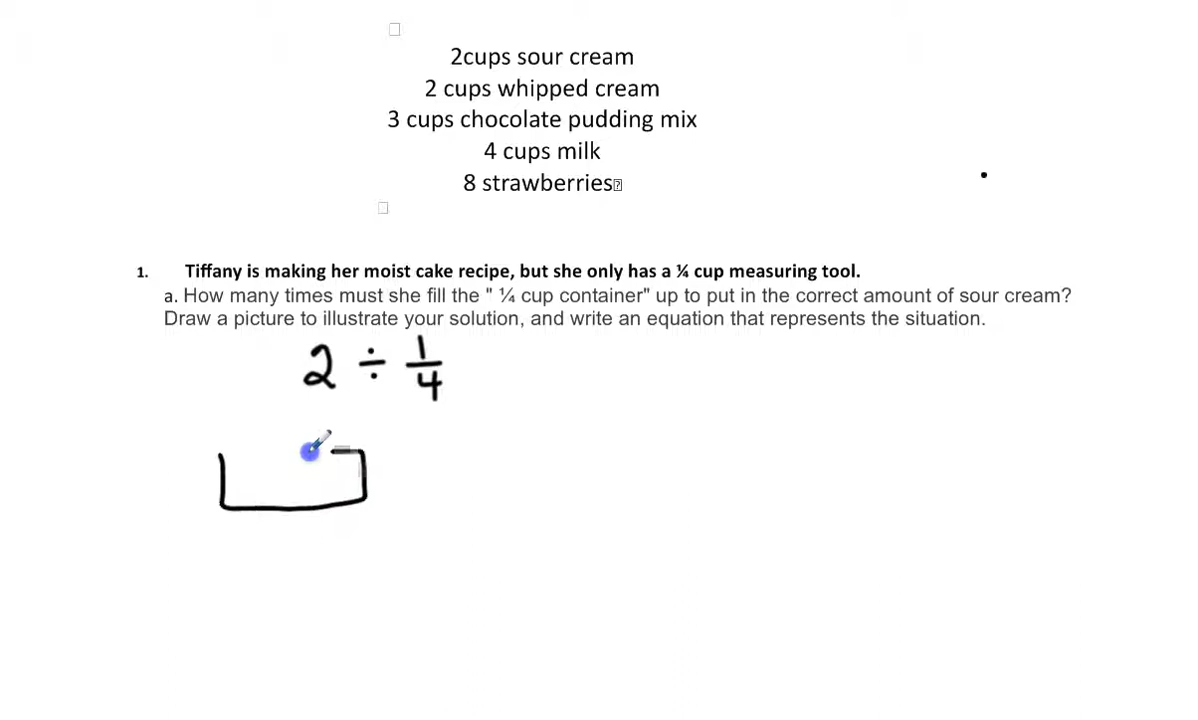 2cups sour cream
2 cups whipped cream
3 cups chocolate pudding mix
4 cups milk
8 strawberries
1. Tiffany is making her moist cake recipe, but she only has a ¼ cup measuring tool.
a. How many times must she fill the " ¼ cup container" up to put in the correct amount of sour cream?
Draw a picture to illustrate your solution, and write an equation that represents the situation.
2 ÷ 1/4